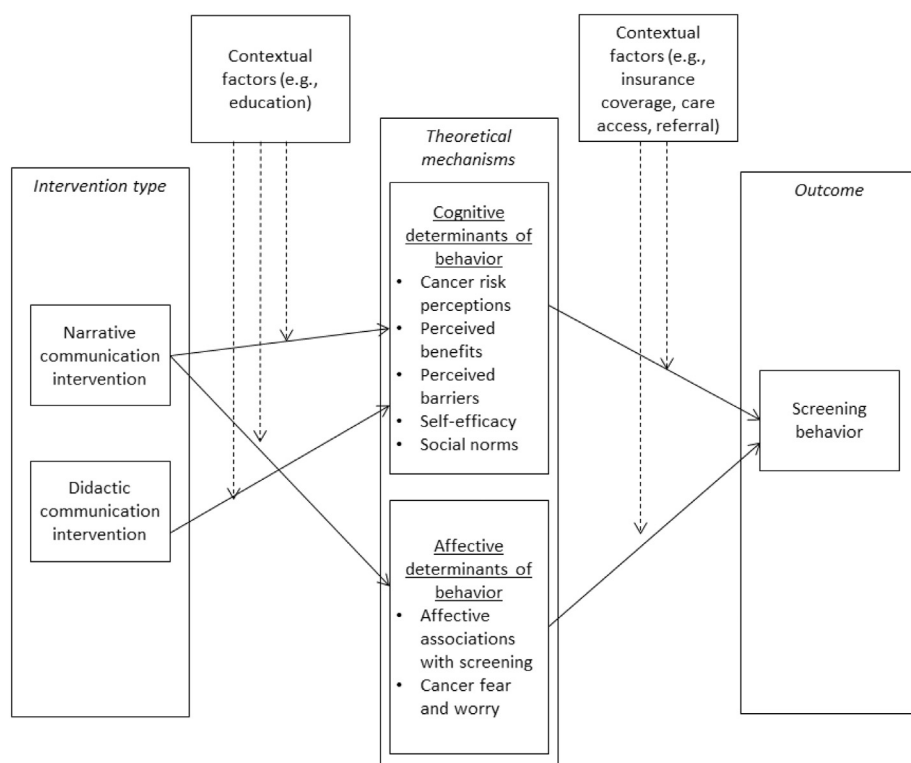 Contextual
factors (e.g.,
education)
Contextual
factors (e.g.,
insurance
coverage, care
access, referral)
Intervention type
Narrative
communication
intervention
Didactic
communication
intervention
Theoretical
mechanisms
Cognitive
determinants of
behavior
• Cancer risk
perceptions
• Perceived
benefits
• Perceived
barriers
• Self-efficacy
• Social norms
Affective
determinants of
behavior
• Affective
associations
with screening
• Cancer fear
and worry
Outcome
Screening
behavior